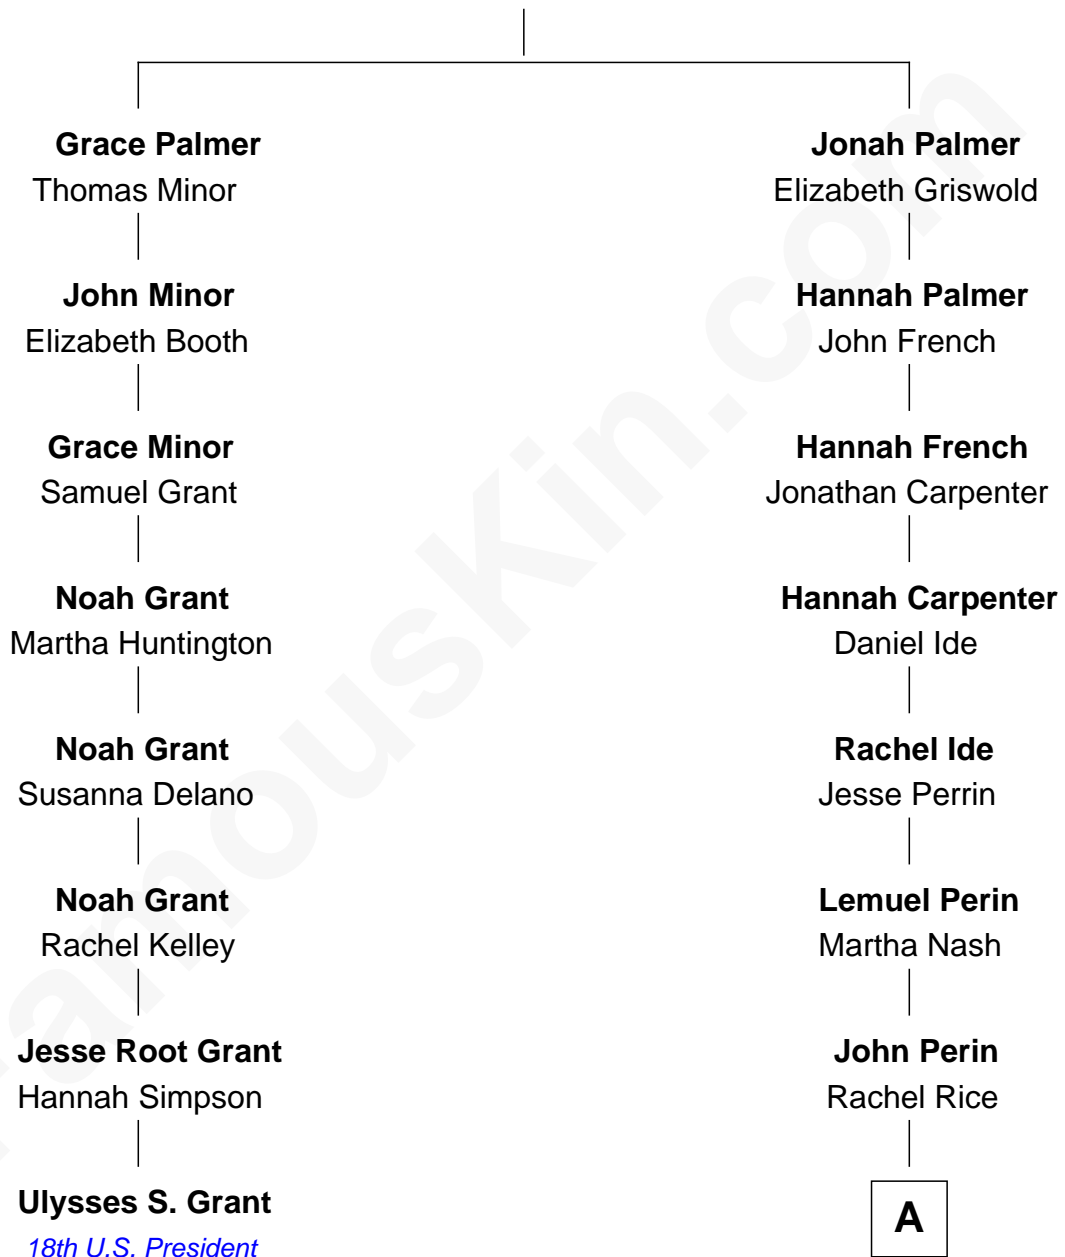 Grace Palmer
Thomas Minor
John Minor
Elizabeth Booth
Grace Minor
Samuel Grant
Noah Grant
Martha Huntington
Noah Grant
Susanna Delano
Noah Grant
Rachel Kelley
Jesse Root Grant
Hannah Simpson
Ulysses S. Grant
18th U.S. President
Jonah Palmer
Elizabeth Griswold
Hannah Palmer
John French
Hannah French
Jonathan Carpenter
Hannah Carpenter
Daniel Ide
Rachel Ide
Jesse Perrin
Lemuel Perin
Martha Nash
John Perin
Rachel Rice
A
FamousKin.com